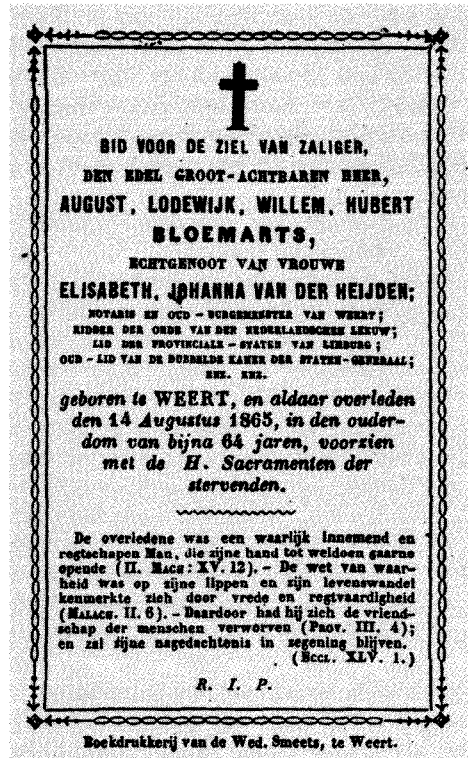 BID VOOR DE ZIEL VAN ZALIGER,
DEN EDEL GROOT-ACHTBAREN HEER,
AUGUST, LODEWIJK, WILLEM, HUBERT
BLOEMARTS,
ECHTGENOOT VAN VROUWE
ELISABETH, JOHANNA VAN DER HEIJDEN;
NOTARIS EN OUD-BURGEMEESTER VAN WEERT;
RIDDER DER ORDE VAN DEN NEDERLANDSCHEN LEEUW;
LID DER PROVINCIALE-STATEN VAN LIMBURG;
OUD-LID VAN DE DUBBELDE KAMER DER STATEN-GENERAAL;
ENZ. ENZ.
geboren te WEERT, en aldaar overleden
den 14 Augustus 1865, in den ouder-
dom van bijna 64 jaren, voorzien
met de H. Sacramenten der
stervenden.
De overledene was een waarlijk innemend en
regtschapen Man, die zijne hand tot weldoen gaarne
opende (II. MACH: XV. 12). - De wet van waar-
heid was op zijne lippen en zijn levenswandel
kenmerkte zich door vrede en regtvaardigheid
(MALACH. II. 6). - Daardoor had hij zich de vriend-
schap der menschen verworven (PROV. III. 4);
en zal zijne nagedachtenis in zegening blijven.
(ECCL. XLV. 1.)
R. I. P.
Boekdrukkerij van de Wed. Smeets, te Weert.